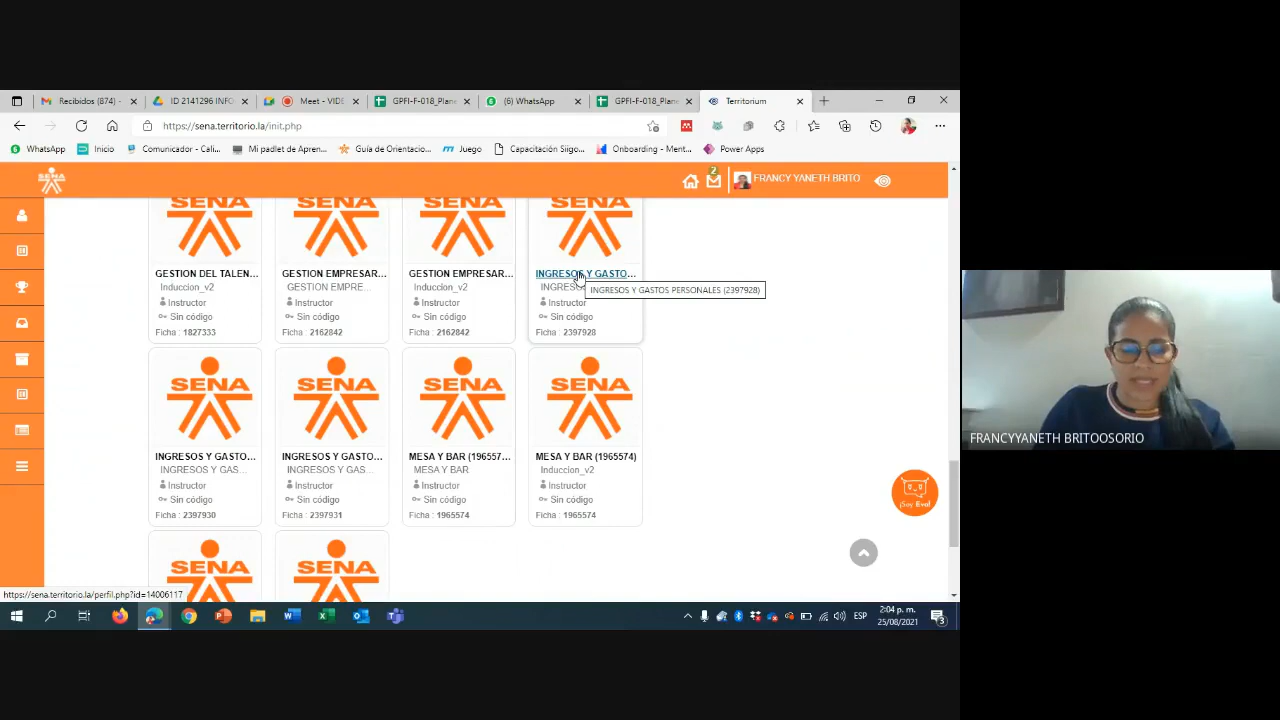 Recibidos (874) -
ID 2141296 INFO
Meet - VIDE
GPFI-F-018_Plane
(6) WhatsApp
GPFI-F-018_Plane
Territorium
https://sena.territorio.la/init.php
WhatsApp
Inicio
Comunicador - Cali...
Mi padlet de Apren...
Guía de Orientacio...
Juego
Capacitación Siigo...
Onboarding - Ment...
Power Apps
SENA
2
FRANCY YANETH BRITO
SENA
SENA
SENA
SENA
GESTION DEL TALEN...
Induccion_v2
Instructor
Sin código
Ficha : 1827333
GESTION EMPRESAR...
GESTION EMPRE...
Instructor
Sin código
Ficha : 2162842
GESTION EMPRESAR...
Induccion_v2
Instructor
Sin código
Ficha : 2162842
INGRESOS Y GASTO...
INGRESOS Y GASTOS PERSONALES (2397928)
Instructor
Sin código
Ficha : 2397928
SENA
SENA
SENA
SENA
INGRESOS Y GASTO...
INGRESOS Y GAS...
Instructor
Sin código
Ficha : 2397930
INGRESOS Y GASTO...
INGRESOS Y GAS...
Instructor
Sin código
Ficha : 2397931
MESA Y BAR (196557...
MESA Y BAR
Instructor
Sin código
Ficha : 1965574
MESA Y BAR (1965574)
Induccion_v2
Instructor
Sin código
Ficha : 1965574
SENA
SENA
¡Soy Eva!
https://sena.territorio.la/perfil.php?id=14006117
ESP
2:04 p. m.
25/08/2021
3
FRANCYYANETH BRITOOSORIO